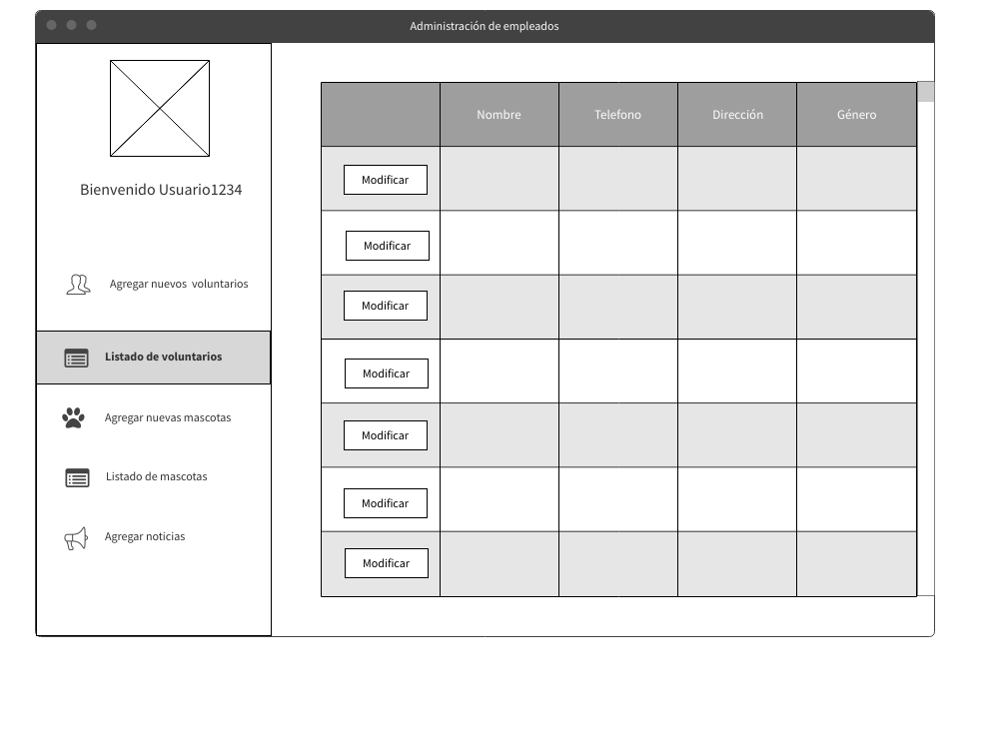 Administración de empleados
Bienvenido Usuario1234
Agregar nuevos  voluntarios
Listado de voluntarios
Agregar nuevas mascotas
Listado de mascotas
Agregar noticias
Nombre Telefono Dirección Género
Modificar
Modificar
Modificar
Modificar
Modificar
Modificar
Modificar